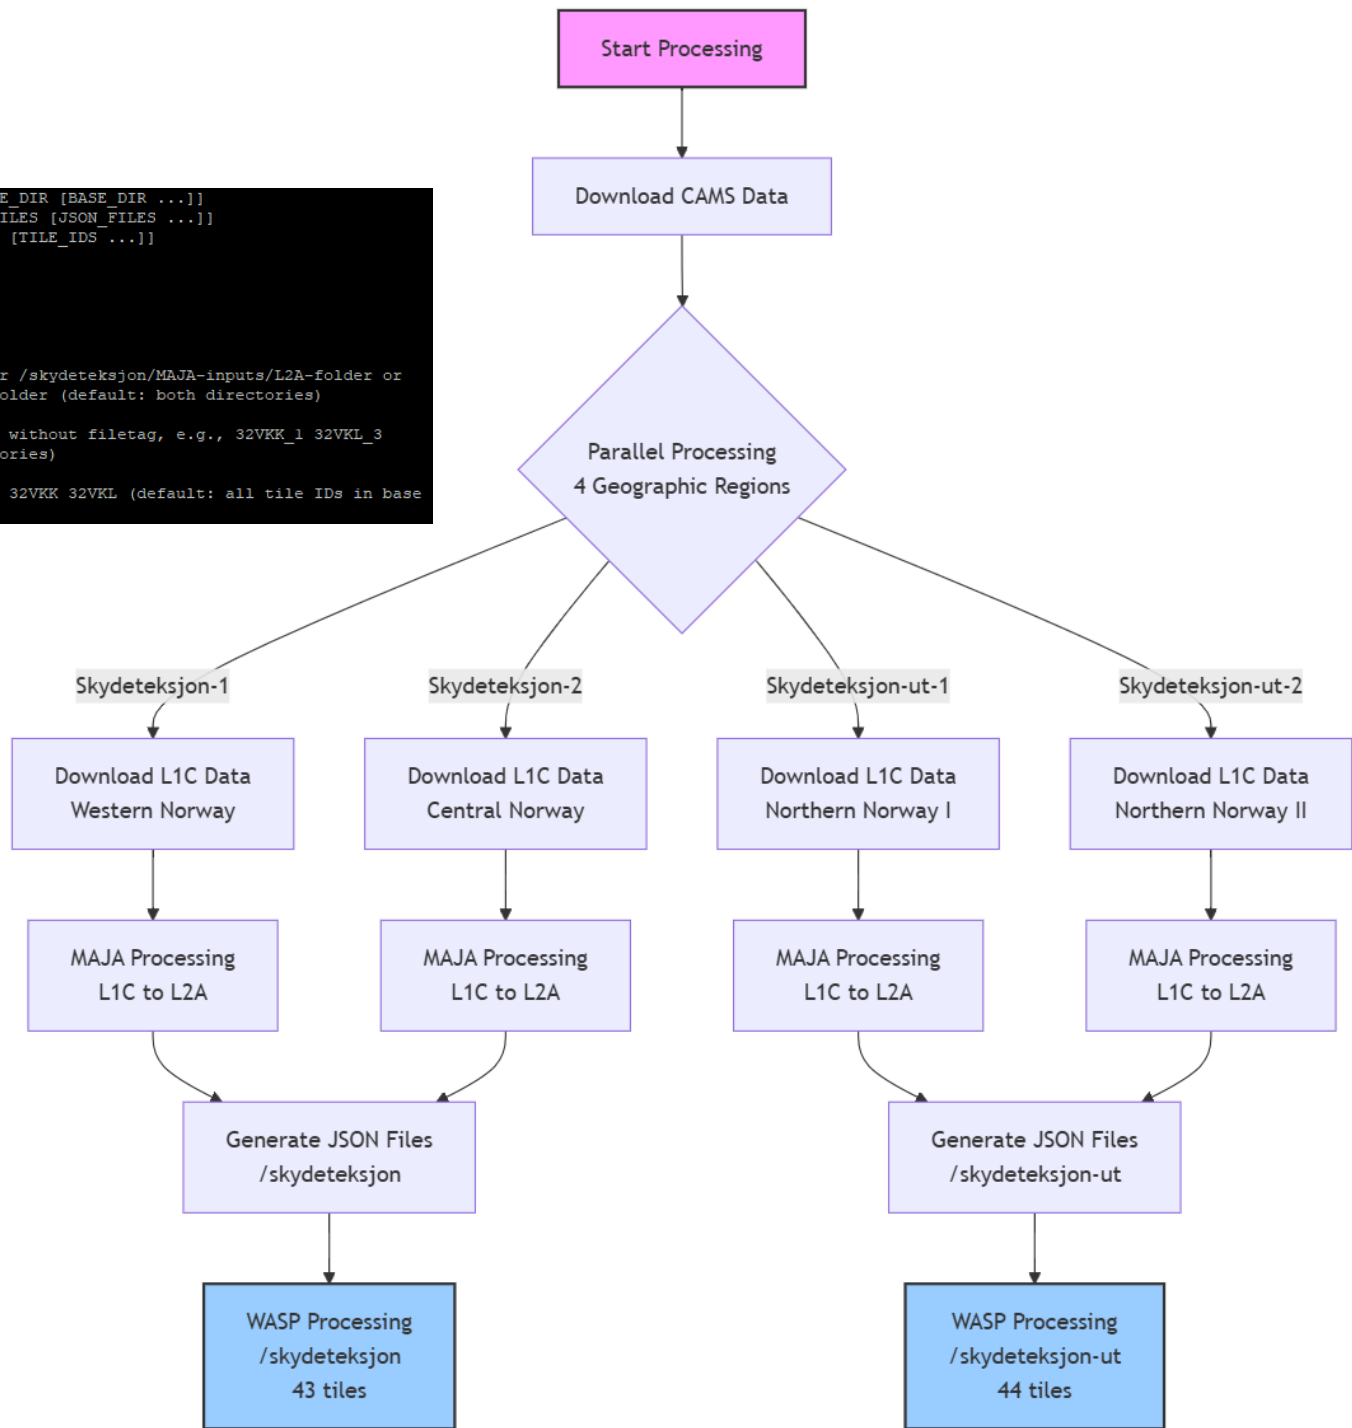 Start Processing
Download CAMS Data
E_DIR [BASE_DIR ...]]
ILES [JSON_FILES ...]]
[TILE_IDS ...]]
r /skydeteksjon/MAJA-inputs/L2A-folder or
older (default: both directories)
without filetag, e.g., 32VKK_1 32VKL_3
ories)
32VKK 32VKL (default: all tile IDs in base
Parallel Processing
4 Geographic Regions
Skydeteksjon-1
Skydeteksjon-2
Skydeteksjon-ut-1
Skydeteksjon-ut-2
Download L1C Data
Western Norway
Download L1C Data
Central Norway
Download L1C Data
Northern Norway I
Download L1C Data
Northern Norway II
MAJA Processing
L1C to L2A
MAJA Processing
L1C to L2A
MAJA Processing
L1C to L2A
MAJA Processing
L1C to L2A
Generate JSON Files
/skydeteksjon
Generate JSON Files
/skydeteksjon-ut
WASP Processing
/skydeteksjon
43 tiles
WASP Processing
/skydeteksjon-ut
44 tiles